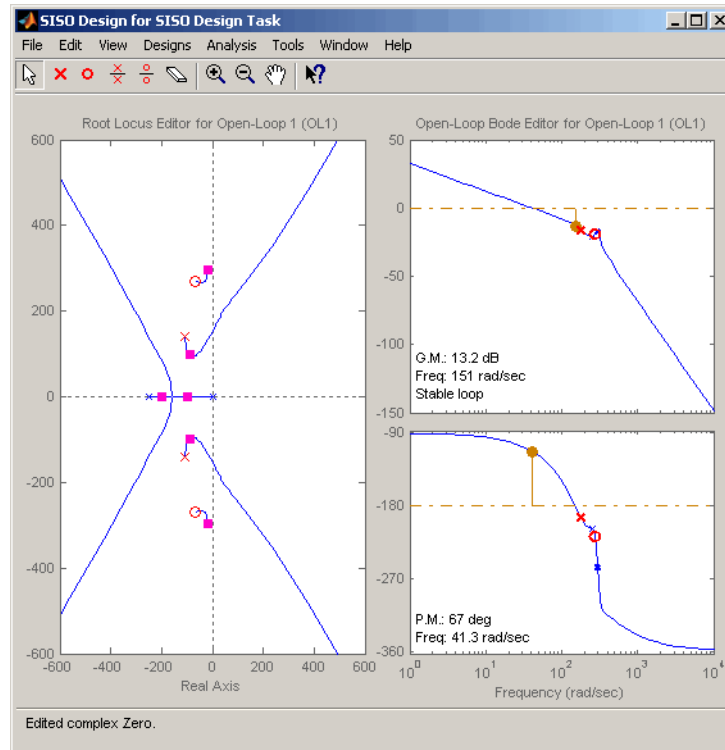 SISO Design for SISO Design Task
File Edit View Designs Analysis Tools Window Help
Root Locus Editor for Open-Loop 1 (OL1)
600
400
200
0
-200
-400
-600
-600 -400 -200 0 200 400 600
Real Axis
Open-Loop Bode Editor for Open-Loop 1 (OL1)
50
0
-50
-100
-150
G.M.: 13.2 dB
Freq: 151 rad/sec
Stable loop
-90
-180
-270
-360
P.M.: 67 deg
Freq: 41.3 rad/sec
10^0 10^1 10^2 10^3 10^4
Frequency (rad/sec)
Edited complex Zero.